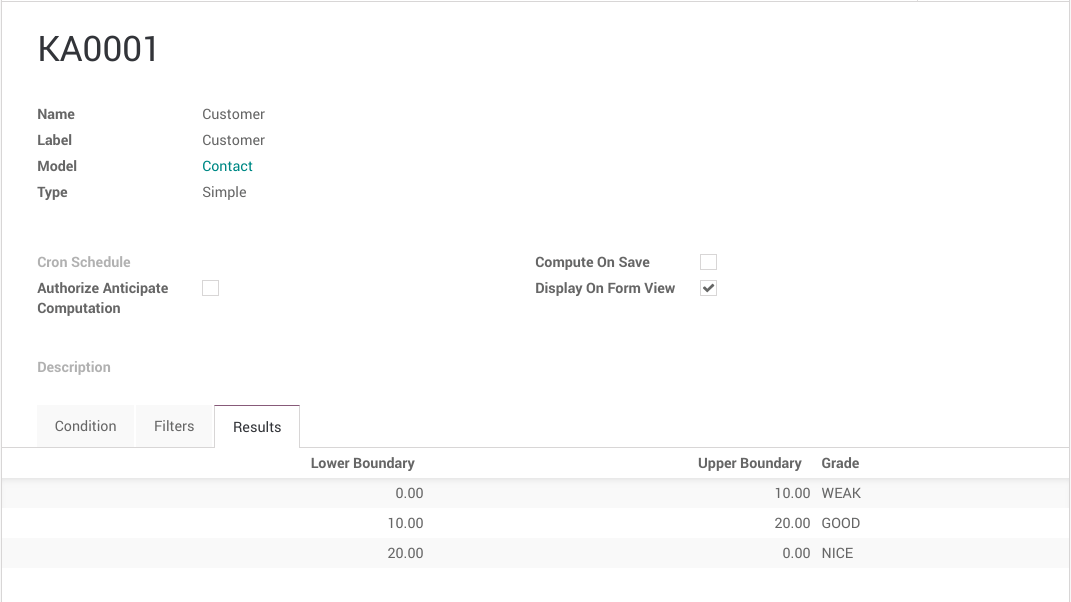 KA0001
Name Customer
Label Customer
Model Contact
Type Simple
Cron Schedule Compute On Save
Authorize Anticipate Display On Form View
Computation
Description
Condition Filters Results
Lower Boundary Upper Boundary Grade
0.00 10.00 WEAK
10.00 20.00 GOOD
20.00 0.00 NICE